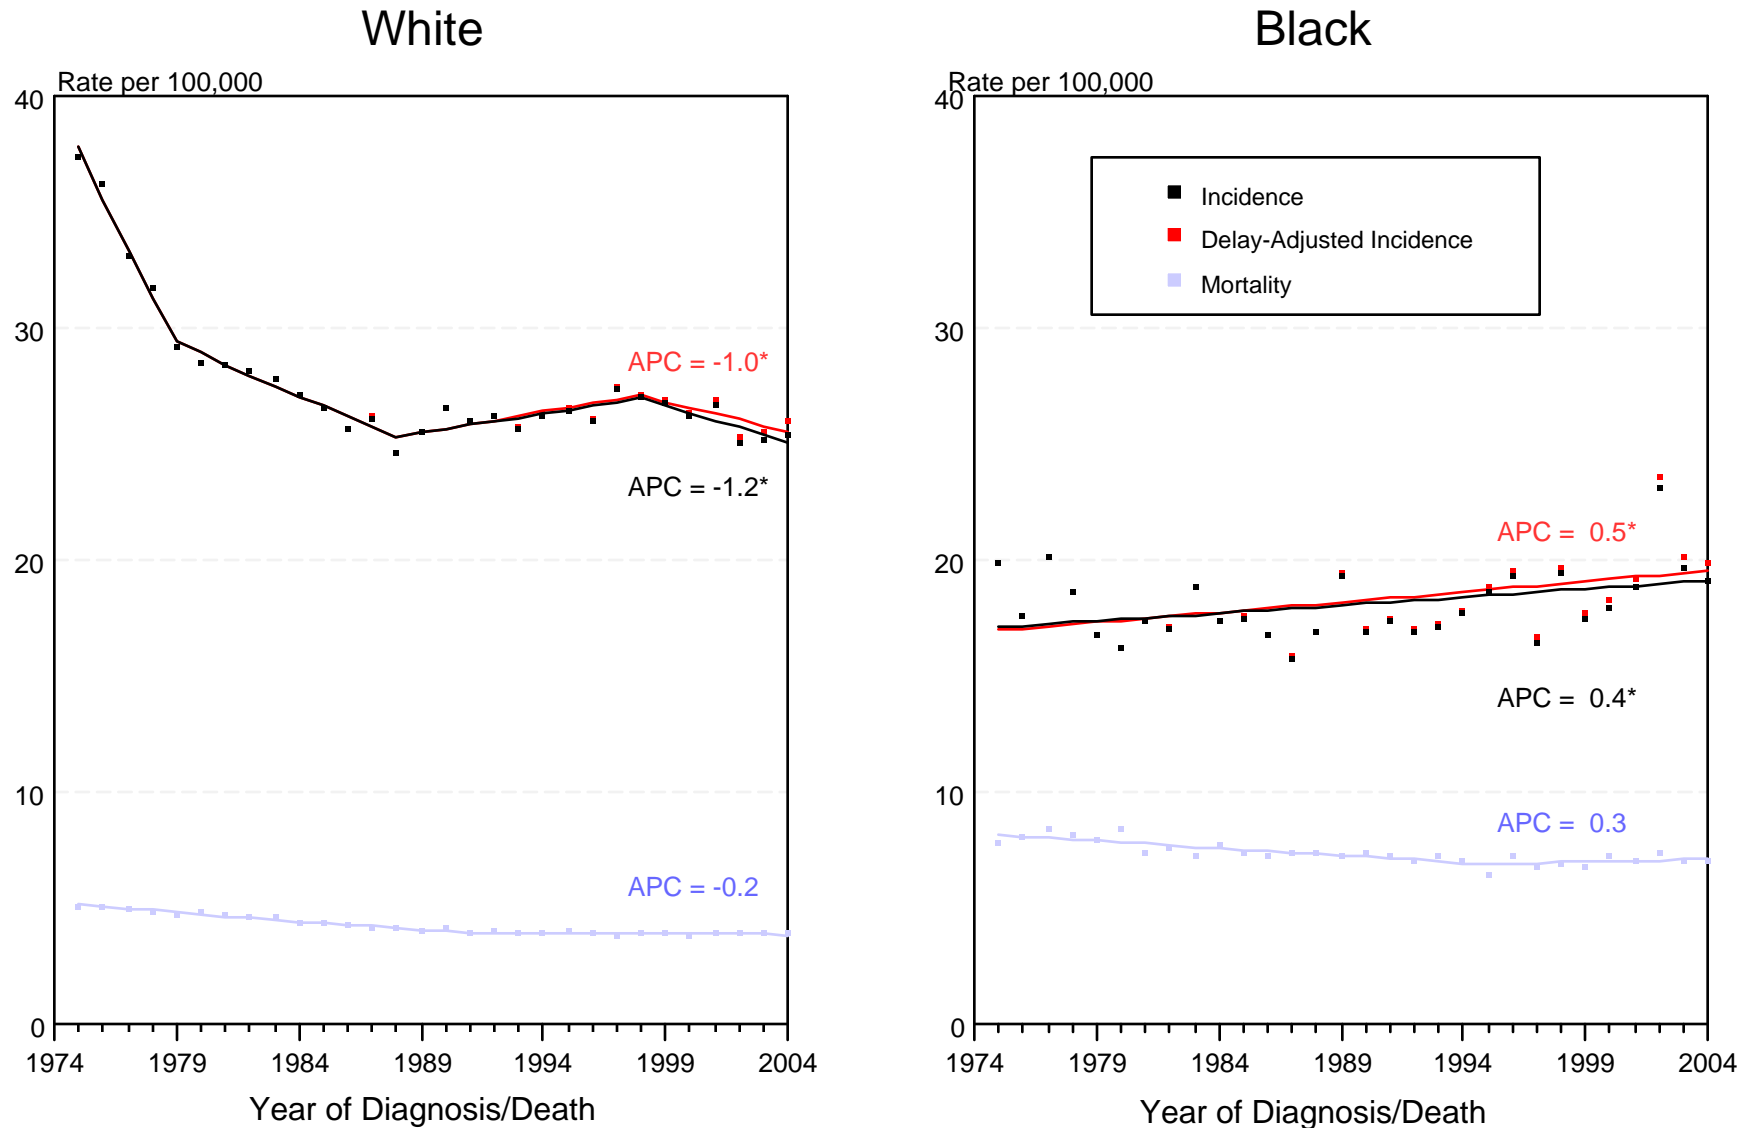 White
Rate per 100,000
40
30
20
10
0
APC = -1.0*
APC = -1.2*
APC = -0.2
1974 1979 1984 1989 1994 1999 2004
Year of Diagnosis/Death
Black
Rate per 100,000
40
30
20
10
0
Incidence
Delay-Adjusted Incidence
Mortality
APC = 0.5*
APC = 0.4*
APC = 0.3
1974 1979 1984 1989 1994 1999 2004
Year of Diagnosis/Death